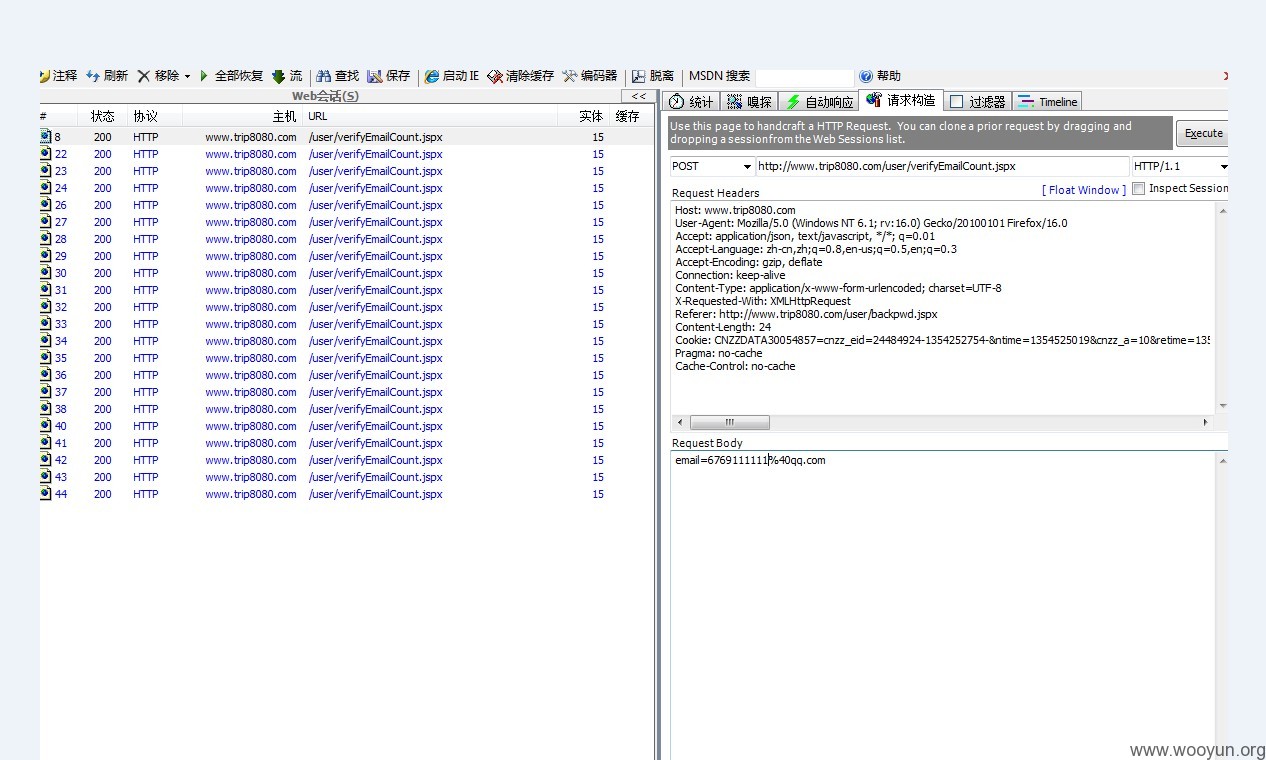 注释 刷新 移除 全部恢复 流 查找 保存 启动 IE 清除缓存 编码器 脱离 MSDN 搜索 帮助
Web会话(S) <<
# 状态 协议 主机 URL 实体 缓存
8 200 HTTP www.trip8080.com /user/verifyEmailCount.jspx 15
22 200 HTTP www.trip8080.com /user/verifyEmailCount.jspx 15
23 200 HTTP www.trip8080.com /user/verifyEmailCount.jspx 15
24 200 HTTP www.trip8080.com /user/verifyEmailCount.jspx 15
26 200 HTTP www.trip8080.com /user/verifyEmailCount.jspx 15
27 200 HTTP www.trip8080.com /user/verifyEmailCount.jspx 15
28 200 HTTP www.trip8080.com /user/verifyEmailCount.jspx 15
29 200 HTTP www.trip8080.com /user/verifyEmailCount.jspx 15
30 200 HTTP www.trip8080.com /user/verifyEmailCount.jspx 15
31 200 HTTP www.trip8080.com /user/verifyEmailCount.jspx 15
32 200 HTTP www.trip8080.com /user/verifyEmailCount.jspx 15
33 200 HTTP www.trip8080.com /user/verifyEmailCount.jspx 15
34 200 HTTP www.trip8080.com /user/verifyEmailCount.jspx 15
35 200 HTTP www.trip8080.com /user/verifyEmailCount.jspx 15
36 200 HTTP www.trip8080.com /user/verifyEmailCount.jspx 15
37 200 HTTP www.trip8080.com /user/verifyEmailCount.jspx 15
38 200 HTTP www.trip8080.com /user/verifyEmailCount.jspx 15
40 200 HTTP www.trip8080.com /user/verifyEmailCount.jspx 15
41 200 HTTP www.trip8080.com /user/verifyEmailCount.jspx 15
42 200 HTTP www.trip8080.com /user/verifyEmailCount.jspx 15
43 200 HTTP www.trip8080.com /user/verifyEmailCount.jspx 15
44 200 HTTP www.trip8080.com /user/verifyEmailCount.jspx 15
统计 嗅探 自动响应 请求构造 过滤器 Timeline
Use this page to handcraft a HTTP Request. You can clone a prior request by dragging and
dropping a session from the Web Sessions list.
Execute
POST http://www.trip8080.com/user/verifyEmailCount.jspx HTTP/1.1
Request Headers [ Float Window ] Inspect Session
Host: www.trip8080.com
User-Agent: Mozilla/5.0 (Windows NT 6.1; rv:16.0) Gecko/20100101 Firefox/16.0
Accept: application/json, text/javascript, */*; q=0.01
Accept-Language: zh-cn,zh;q=0.8,en-us;q=0.5,en;q=0.3
Accept-Encoding: gzip, deflate
Connection: keep-alive
Content-Type: application/x-www-form-urlencoded; charset=UTF-8
X-Requested-With: XMLHttpRequest
Referer: http://www.trip8080.com/user/backpwd.jspx
Content-Length: 24
Cookie: CNZZDATA30054857=cnzz_eid=24484924-1354252754-&ntime=1354525019&cnzz_a=10&retime=135
Pragma: no-cache
Cache-Control: no-cache
Request Body
email=6769111111%40qq.com
www.wooyun.org